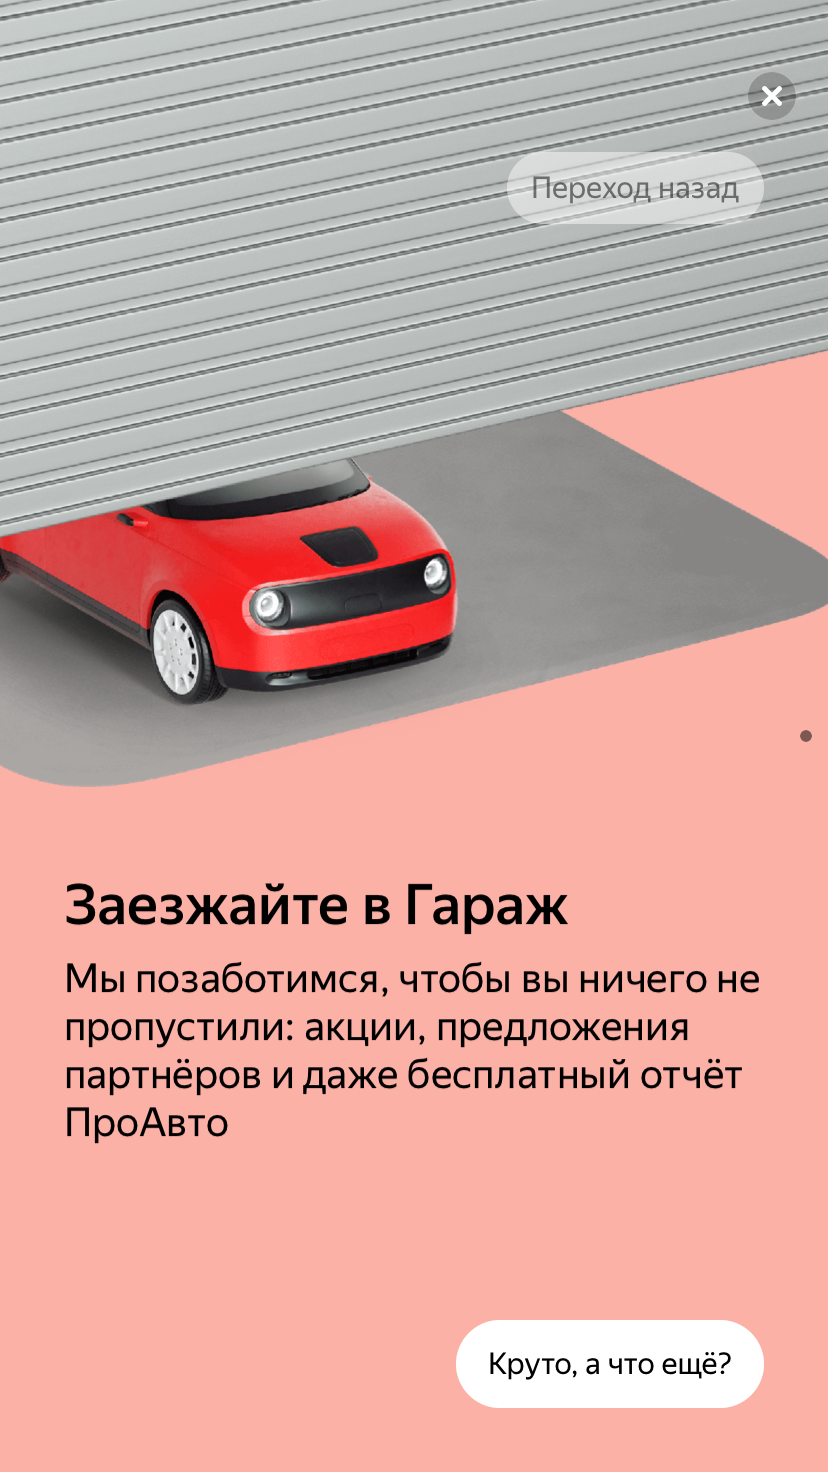 Переход назад
Заезжайте в Гараж
Мы позаботимся, чтобы вы ничего не
пропустили: акции, предложения
партнёров и даже бесплатный отчёт
ПроАвто
Круто, а что ещё?